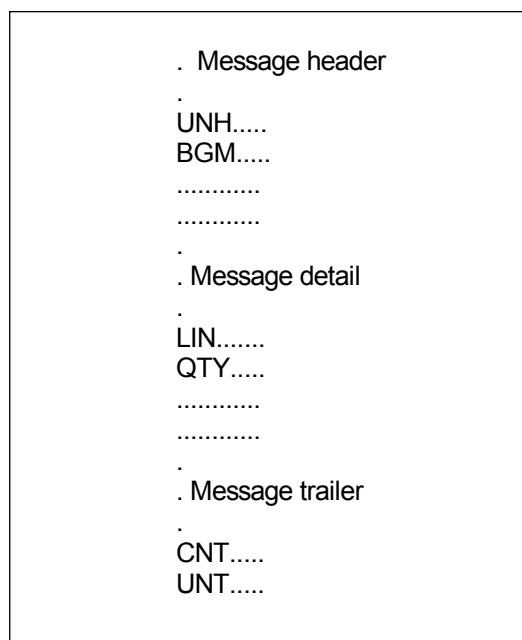 . Message header
.
UNH.....
BGM.....
............
............
.
. Message detail
.
LIN.......
QTY.....
............
............
.
. Message trailer
.
CNT.....
UNT.....